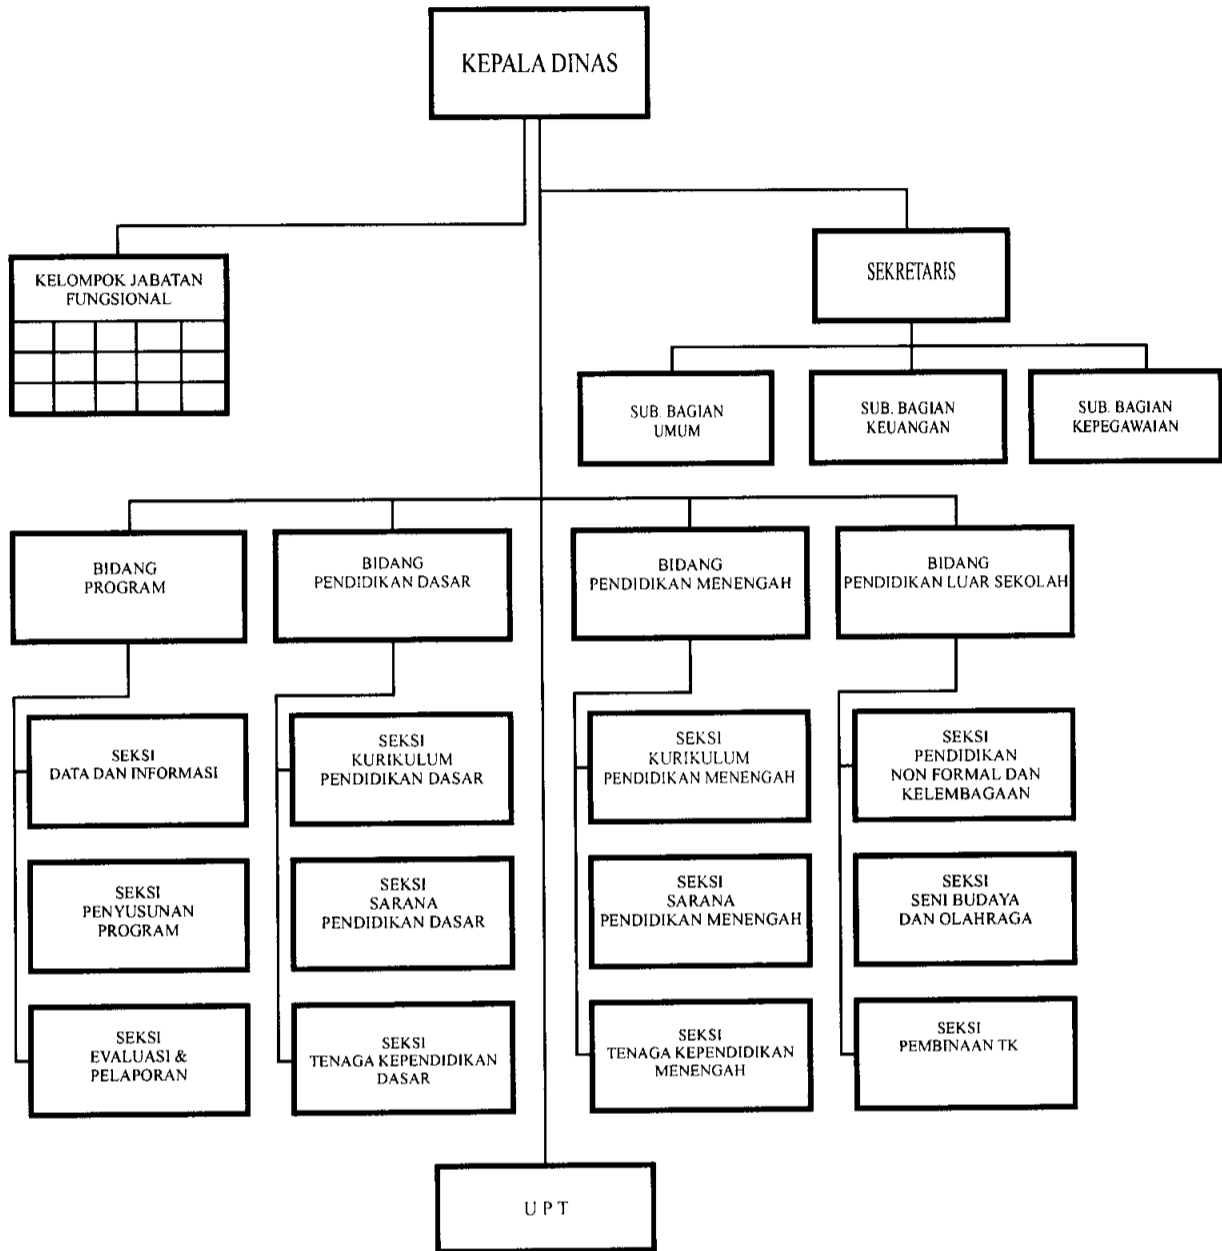 KEPALA DINAS
KELOMPOK JABATAN
FUNGSIONAL
SEKRETARIS
SUB. BAGIAN
UMUM
SUB. BAGIAN
KEUANGAN
SUB. BAGIAN
KEPEGAWAIAN
BIDANG
PROGRAM
BIDANG
PENDIDIKAN DASAR
BIDANG
PENDIDIKAN MENENGAH
BIDANG
PENDIDIKAN LUAR SEKOLAH
SEKSI
DATA DAN INFORMASI
SEKSI
KURIKULUM
PENDIDIKAN DASAR
SEKSI
KURIKULUM
PENDIDIKAN MENENGAH
SEKSI
PENDIDIKAN
NON FORMAL DAN
KELEMBAGAAN
SEKSI
PENYUSUNAN
PROGRAM
SEKSI
SARANA
PENDIDIKAN DASAR
SEKSI
SARANA
PENDIDIKAN MENENGAH
SEKSI
SENI BUDAYA
DAN OLAHRAGA
SEKSI
EVALUASI &
PELAPORAN
SEKSI
TENAGA KEPENDIDIKAN
DASAR
SEKSI
TENAGA KEPENDIDIKAN
MENENGAH
SEKSI
PEMBINAAN TK
U P T